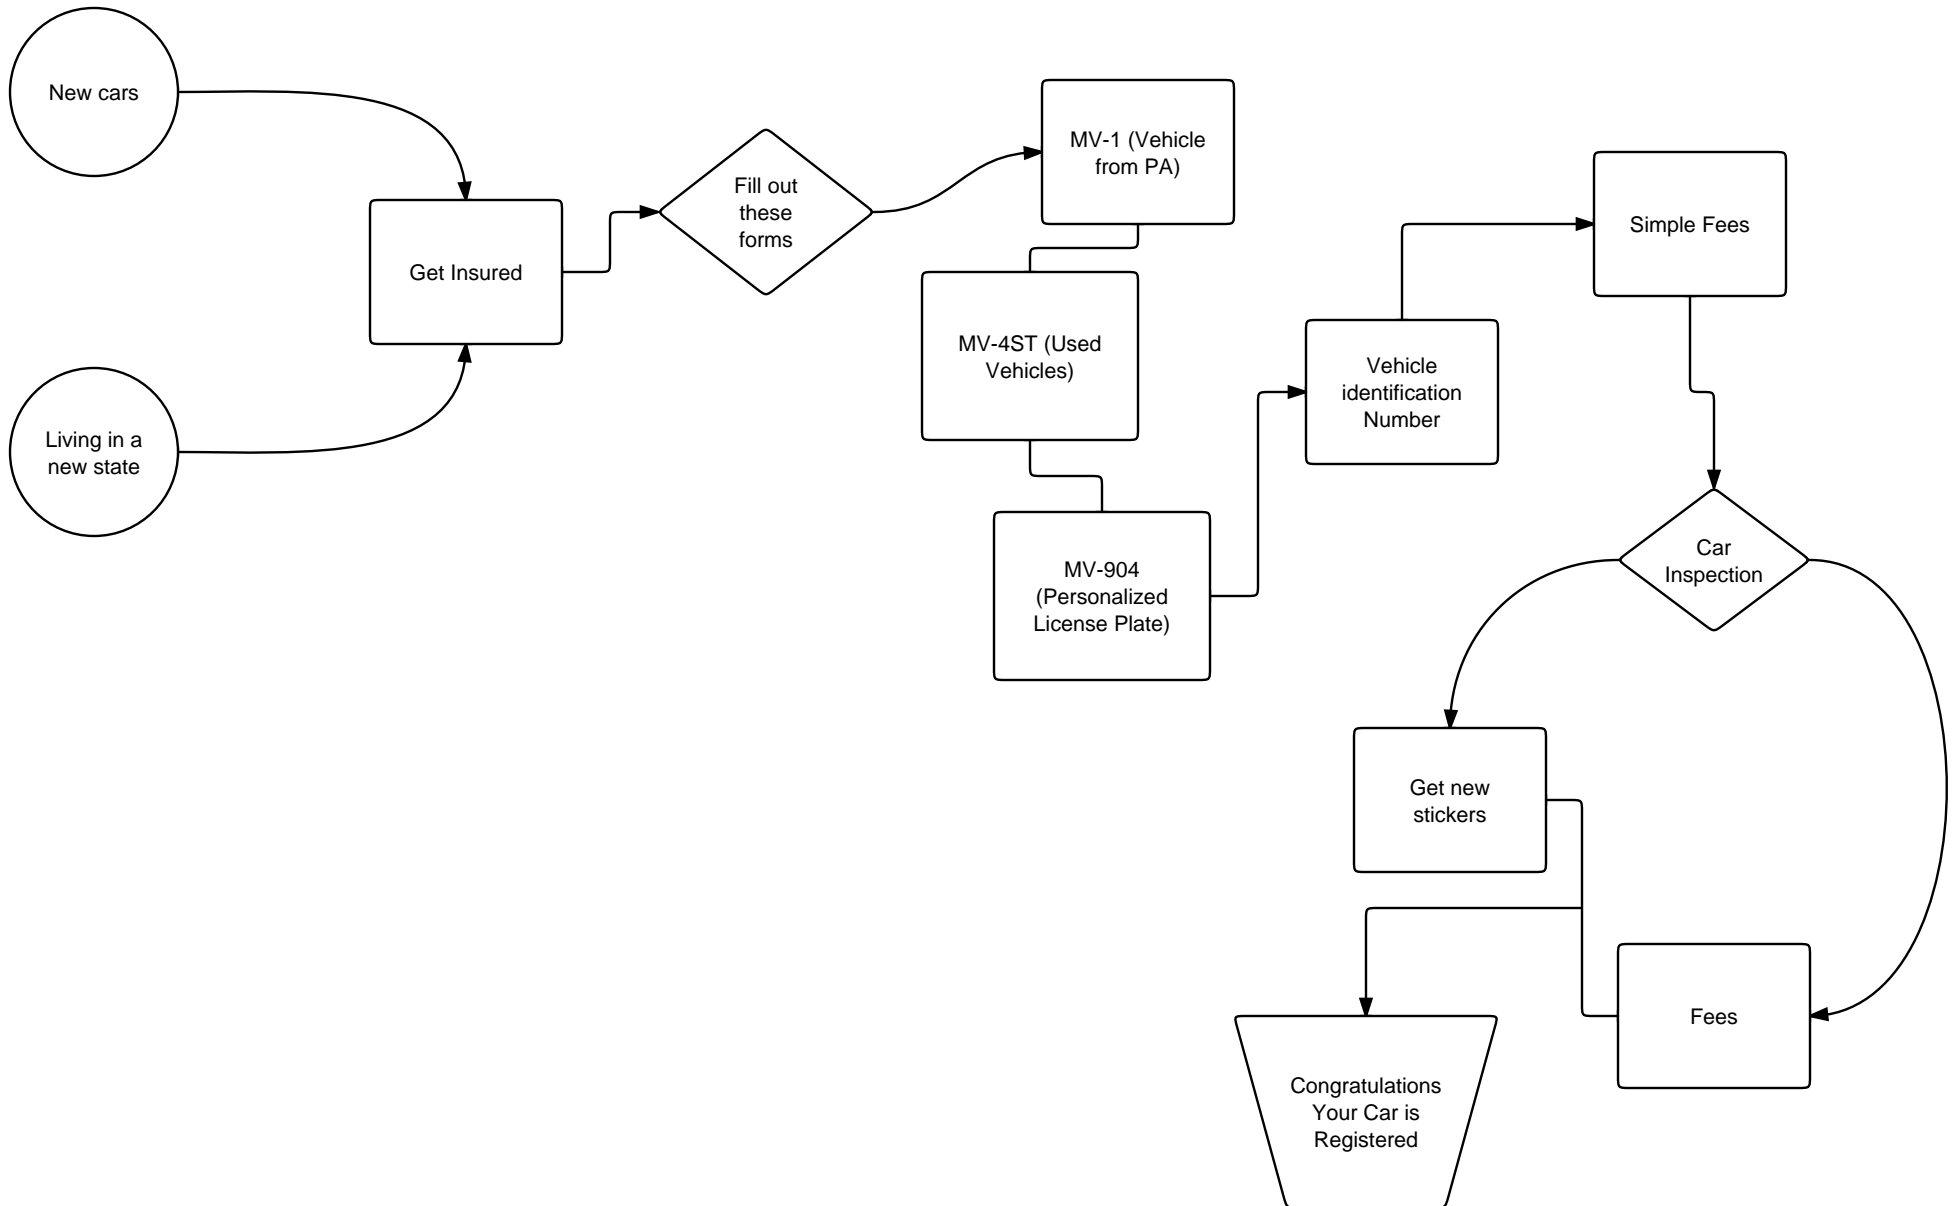 New cars
Living in a
new state
Get Insured
Fill out
these
forms
MV-1 (Vehicle
from PA)
MV-4ST (Used
Vehicles)
MV-904
(Personalized
License Plate)
Vehicle
identification
Number
Simple Fees
Car
Inspection
Get new
stickers
Fees
Congratulations
Your Car is
Registered